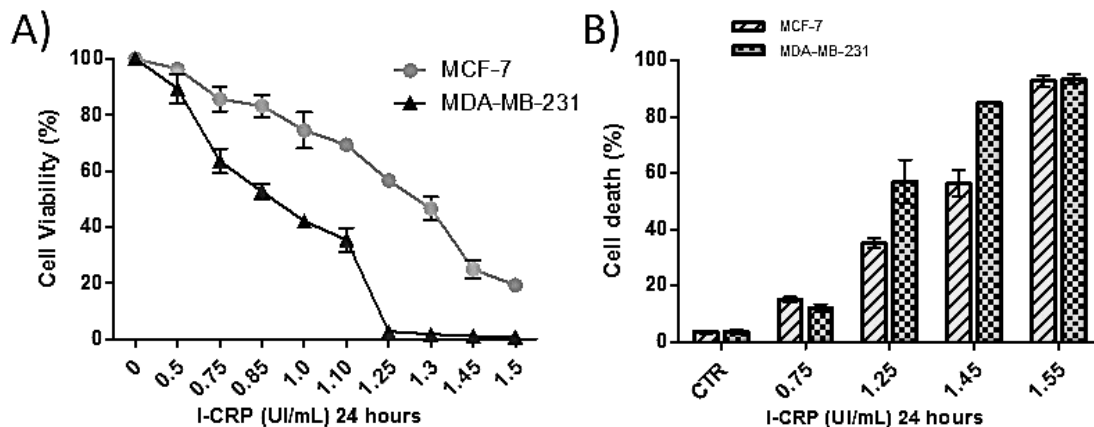 A)
Cell Viability (%)
100
80
60
40
20
0
MCF-7
MDA-MB-231
0 0.5 0.75 0.85 1.0 1.10 1.25 1.3 1.45 1.5
I-CRP (UI/mL) 24 hours
B)
MCF-7
MDA-MB-231
Cell death (%)
100
80
60
40
20
0
CTR 0.75 1.25 1.45 1.55
I-CRP (UI/mL) 24 hours